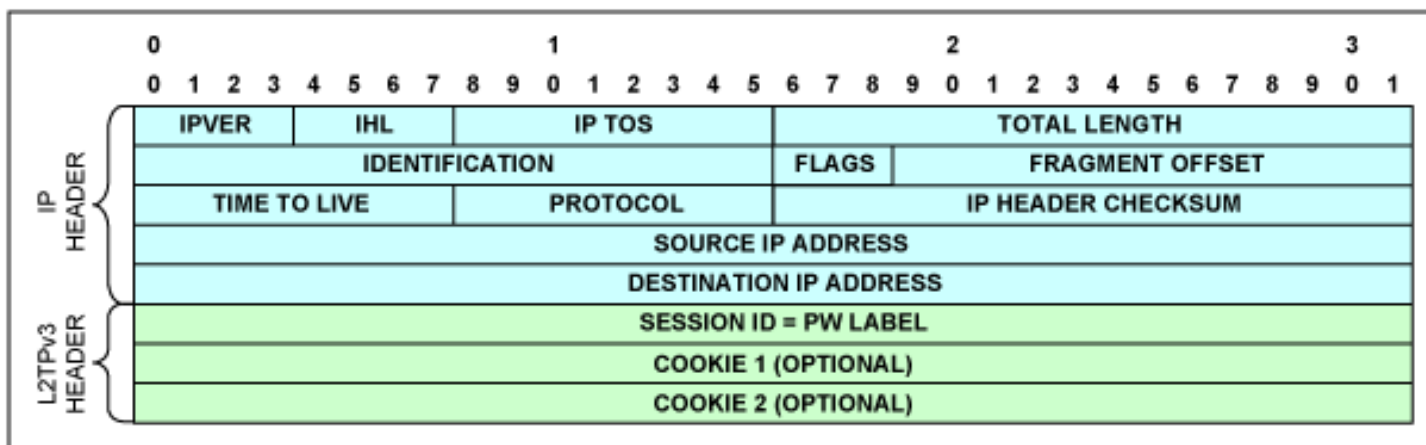 0 1 2 3
0 1 2 3 4 5 6 7 8 9 0 1 2 3 4 5 6 7 8 9 0 1 2 3 4 5 6 7 8 9 0 1
IP HEADER
IPVER IHL IP TOS TOTAL LENGTH
IDENTIFICATION FLAGS FRAGMENT OFFSET
TIME TO LIVE PROTOCOL IP HEADER CHECKSUM
SOURCE IP ADDRESS
DESTINATION IP ADDRESS
L2TPv3 HEADER
SESSION ID = PW LABEL
COOKIE 1 (OPTIONAL)
COOKIE 2 (OPTIONAL)